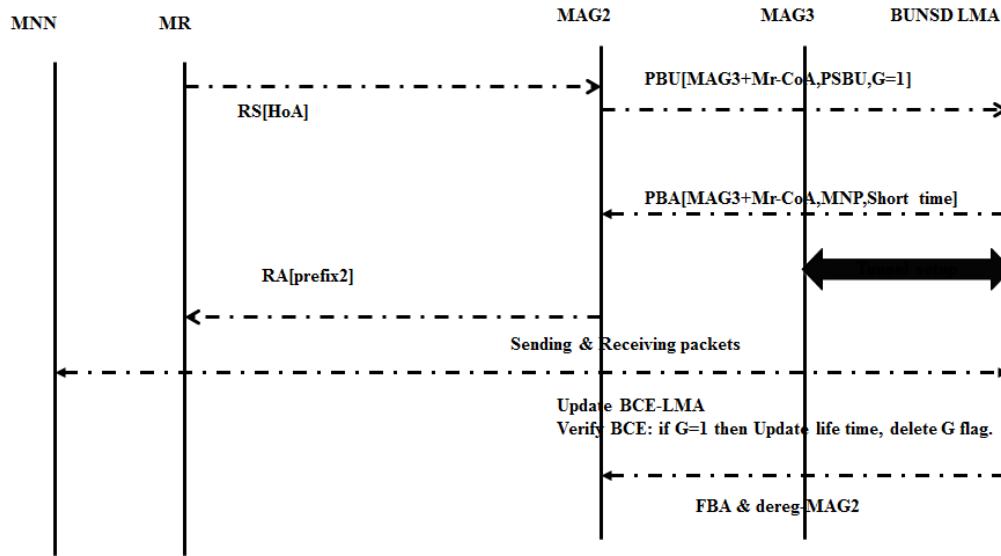 MNN MR MAG2 MAG3 BUNSD LMA
PBU[MAG3+Mr-CoA,PSBU,G=1]
RS[HoA]
PBA[MAG3+Mr-CoA,MNP,Short time]
RA[prefix2]
Sending & Receiving packets
Update BCE-LMA
Verify BCE: if G=1 then Update life time, delete G flag.
FBA & dereg-MAG2